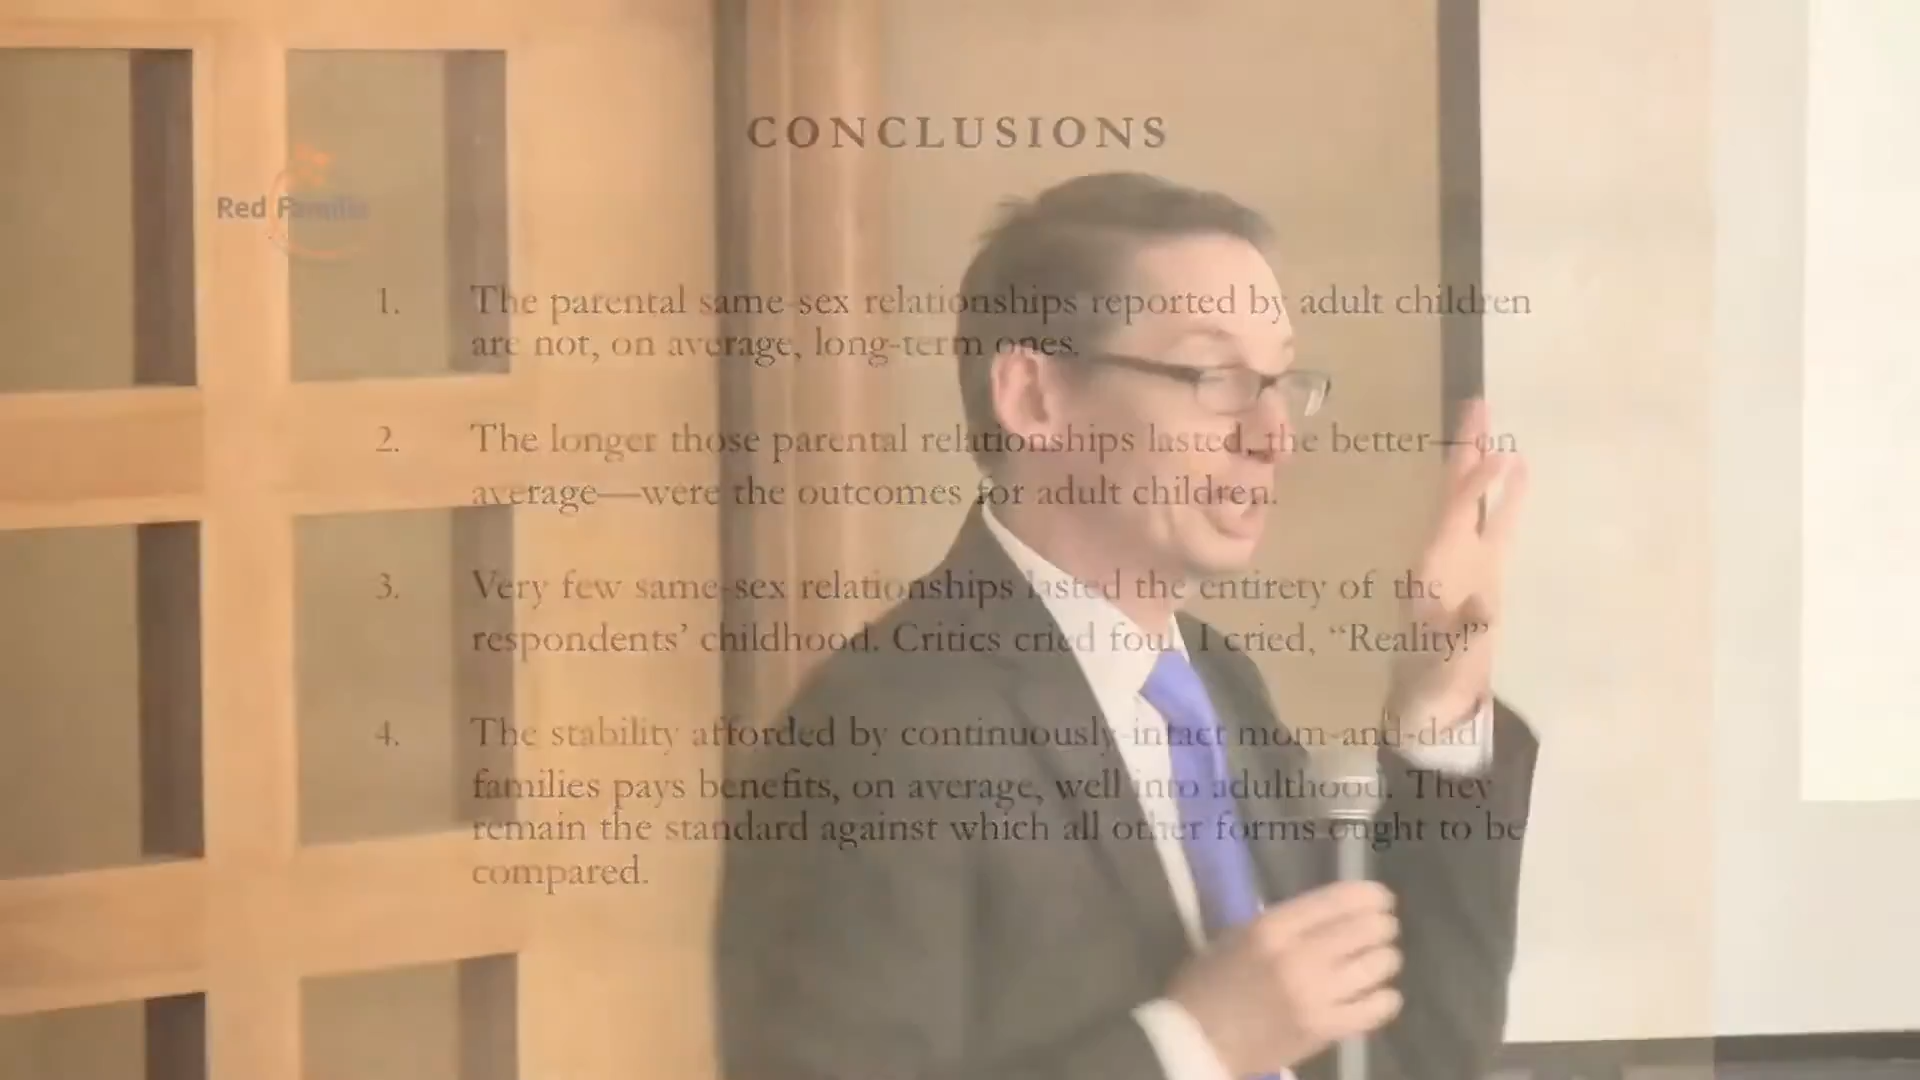 CONCLUSIONS
Red Familia
1. The parental same-sex relationships reported by adult children
are not, on average, long-term ones.
2. The longer those parental relationships lasted, the better—on
average—were the outcomes for adult children.
3. Very few same-sex relationships lasted the entirety of the
respondents’ childhood. Critics cried foul. I cried, “Reality!”
4. The stability afforded by continuously-intact mom-and-dad
families pays benefits, on average, well into adulthood. They
remain the standard against which all other forms ought to be
compared.